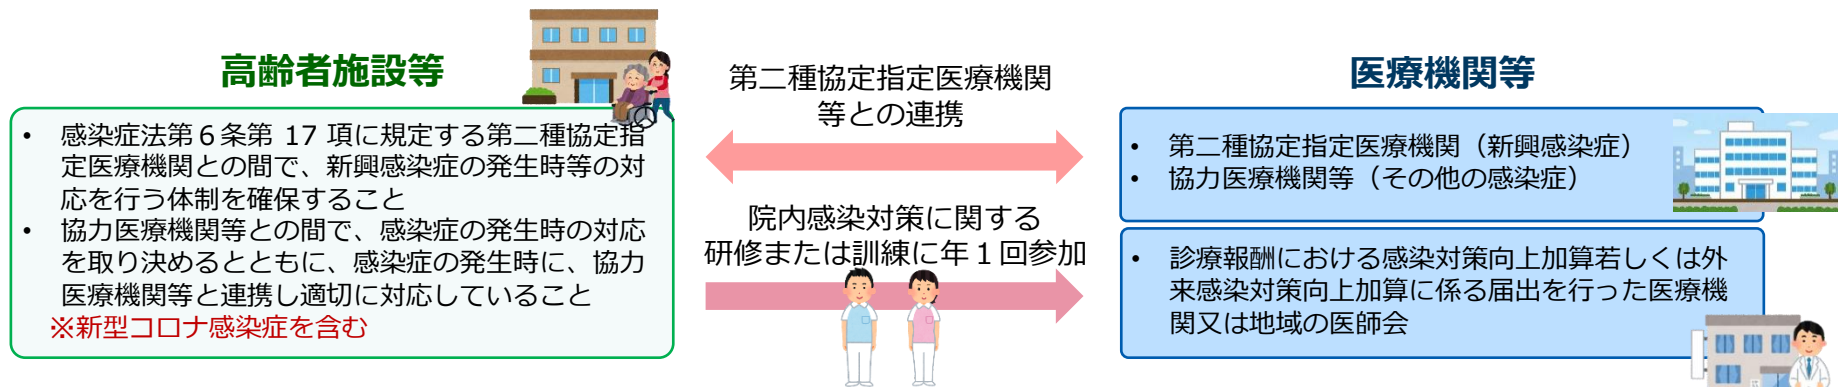 高齢者施設等
• 感染症法第６条第 17 項に規定する第二種協定指
定医療機関との間で、新興感染症の発生時等の対
応を行う体制を確保すること
• 協力医療機関等との間で、感染症の発生時の対応
を取り決めるとともに、感染症の発生時に、協力
医療機関等と連携し適切に対応していること
※新型コロナ感染症を含む
第二種協定指定医療機関
等との連携
院内感染対策に関する
研修または訓練に年１回参加
医療機関等
• 第二種協定指定医療機関（新興感染症）
• 協力医療機関等（その他の感染症）
• 診療報酬における感染対策向上加算若しくは外
来感染対策向上加算に係る届出を行った医療機
関又は地域の医師会